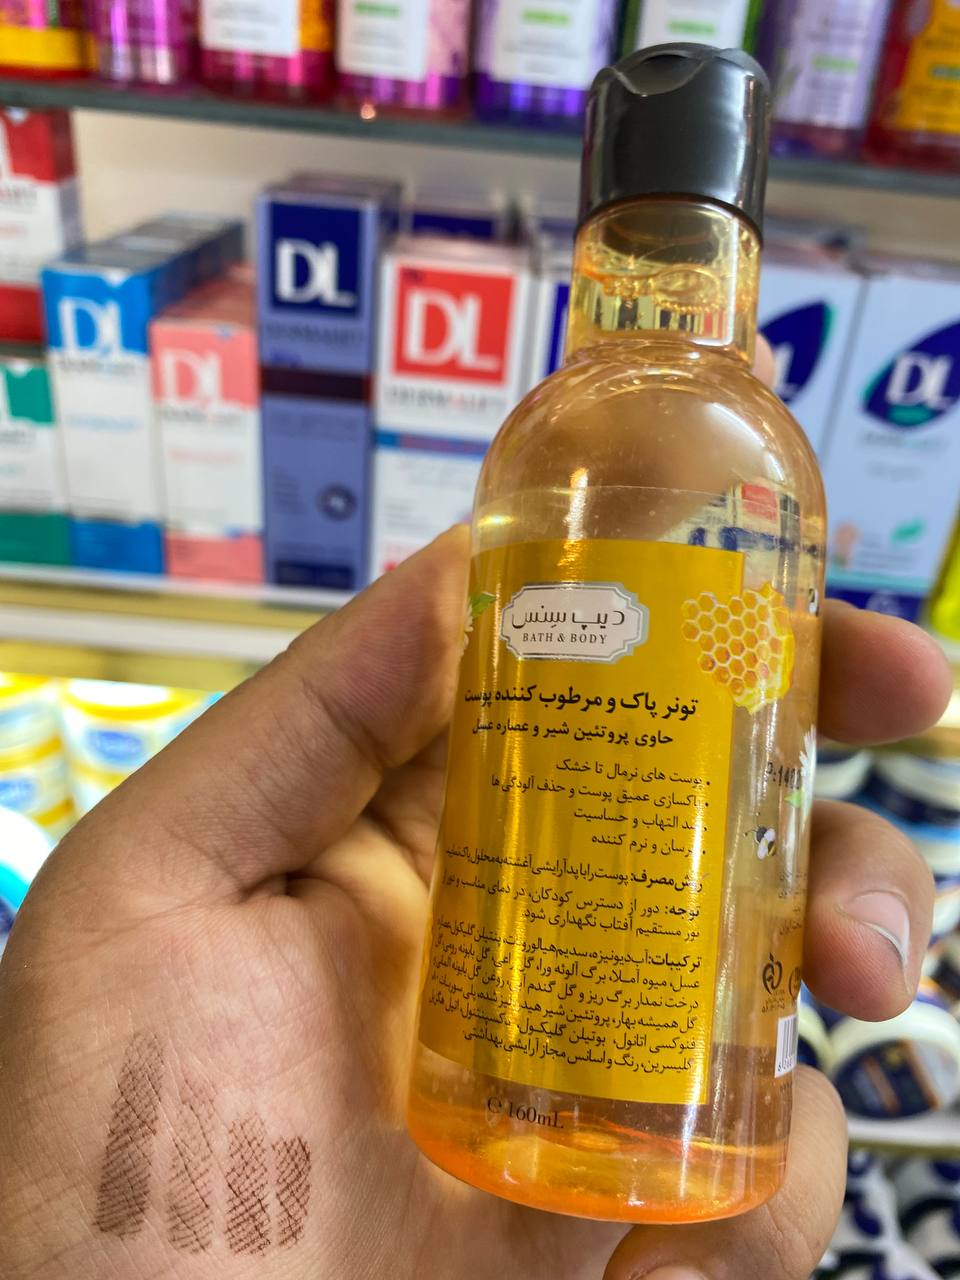 DL
DL
DL
DL
DL
DL
DERMALIFT
دیپ سِنس
BATH & BODY
تونر پاک و مرطوب کننده پوست
حاوی پروتئین شیر و عصاره عسل
• پوست های نرمال تا خشک
• پاکسازی عمیق پوست و حذف آلودگی ها
• ضد التهاب و حساسیت
• آبرسان و نرم کننده
روش مصرف: پوست را با پد آرایشی آغشته به محلول پاک نمایید
توجه: دور از دسترس کودکان، در دمای مناسب و دور از
نور مستقیم آفتاب نگهداری شود.
ترکیبات: آب دیونیزه، سدیم هیالورونات، پنتیلن گلیکول، عصاره
عسل، میوه آملا، برگ آلوئه ورا، گل بابونه رومی، گل
درخت نمدار برگ ریز و گل گندم آبی، روغن گل بابونه آلمانی و
گل همیشه بهار، پروتئین شیر هیدرولیز شده، پلی سوربات ۲۰
فنوکسی اتانول، بوتیلن گلیکول، اتیل هگزیل
گلیسرین، رنگ و اسانس مجاز آرایشی بهداشتی.
e 160mL